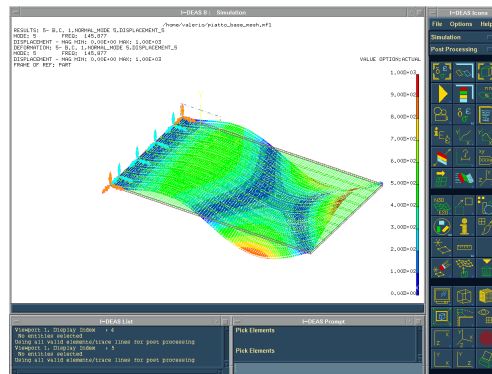 I-DEAS 8 : Simulation
/home/valerio/piatto_base_mesh.mf1
RESULTS: 5- B.C. 1,NORMAL_MODE 5,DISPLACEMENT_5
MODE: 5 FREQ: 145.877
DISPLACEMENT - MAG MIN: 0.00E+00 MAX: 1.00E+03
DEFORMATION: 5- B.C. 1,NORMAL_MODE 5,DISPLACEMENT_5
MODE: 5 FREQ: 145.877
DISPLACEMENT - MAG MIN: 0.00E+00 MAX: 1.00E+03
FRAME OF REF: PART
VALUE OPTION:ACTUAL
1.00E+03
9.00E+02
8.00E+02
7.00E+02
6.00E+02
5.00E+02
4.00E+02
3.00E+02
2.00E+02
1.00E+02
0.00E+00
I-DEAS Icons
File Options Help
Simulation
Post Processing
I-DEAS List
Viewport 1, Display Index : 4
No entities selected
Using all valid elements/trace lines for post processing
Viewport 1, Display Index : 5
No entities selected
Using all valid elements/trace lines for post processing
I-DEAS Prompt
Pick Elements
Pick Elements